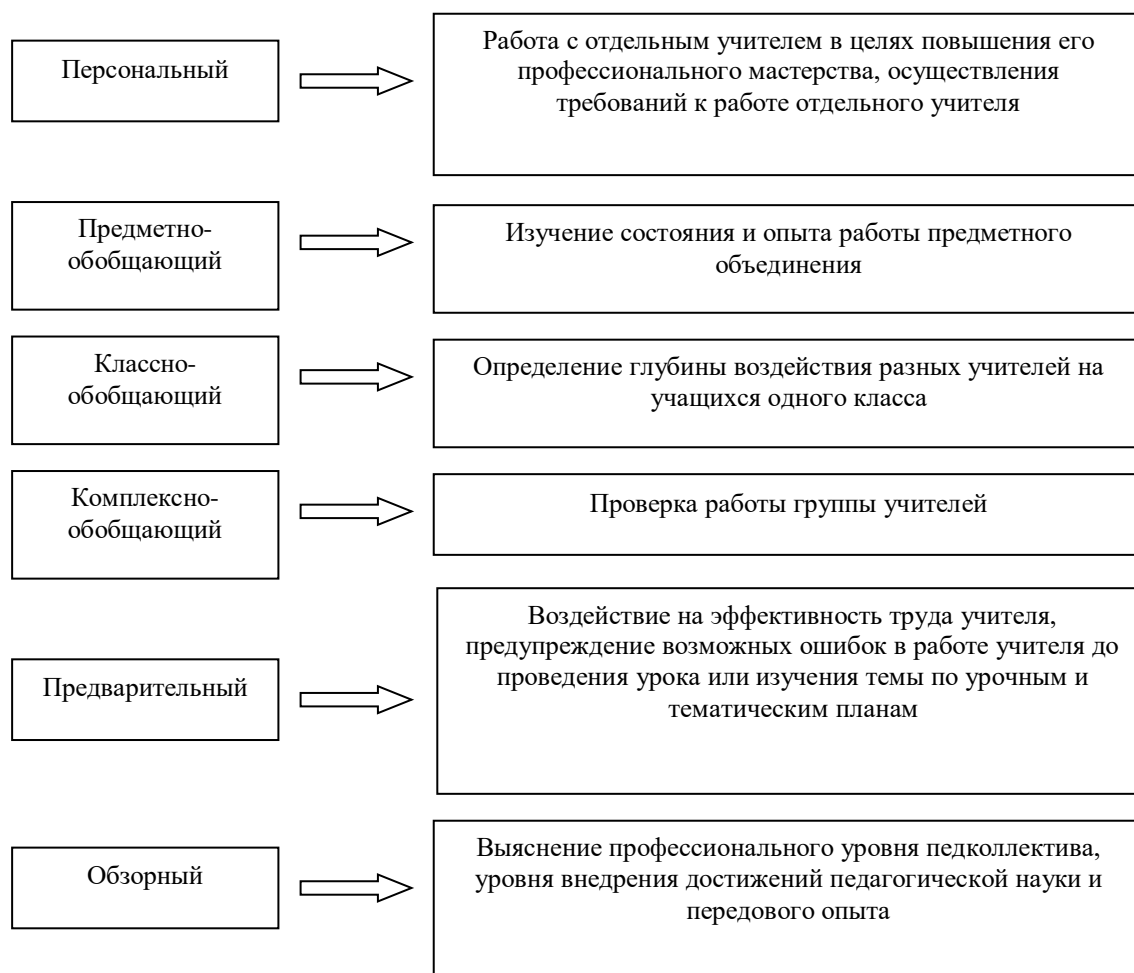 Персональный
Работа с отдельным учителем в целях повышения его
профессионального мастерства, осуществления
требований к работе отдельного учителя
Предметно-
обобщающий
Изучение состояния и опыта работы предметного
объединения
Классно-
обобщающий
Определение глубины воздействия разных учителей на
учащихся одного класса
Комплексно-
обобщающий
Проверка работы группы учителей
Предварительный
Воздействие на эффективность труда учителя,
предупреждение возможных ошибок в работе учителя до
проведения урока или изучения темы по урочным и
тематическим планам
Обзорный
Выяснение профессионального уровня педколлектива,
уровня внедрения достижений педагогической науки и
передового опыта